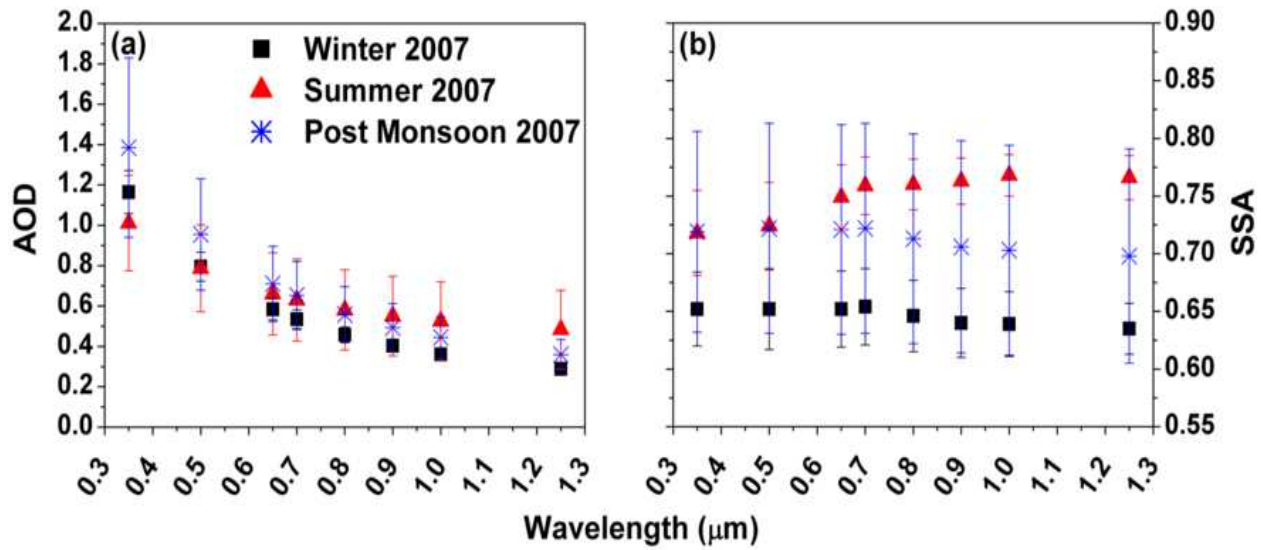 (a)
Winter 2007
Summer 2007
Post Monsoon 2007
AOD
2.0
1.8
1.6
1.4
1.2
1.0
0.8
0.6
0.4
0.2
0.0
0.3 0.4 0.5 0.6 0.7 0.8 0.9 1.0 1.1 1.2 1.3
(b)
0.90
0.85
0.80
0.75
0.70
0.65
0.60
0.55
SSA
0.3 0.4 0.5 0.6 0.7 0.8 0.9 1.0 1.1 1.2 1.3
Wavelength (μm)